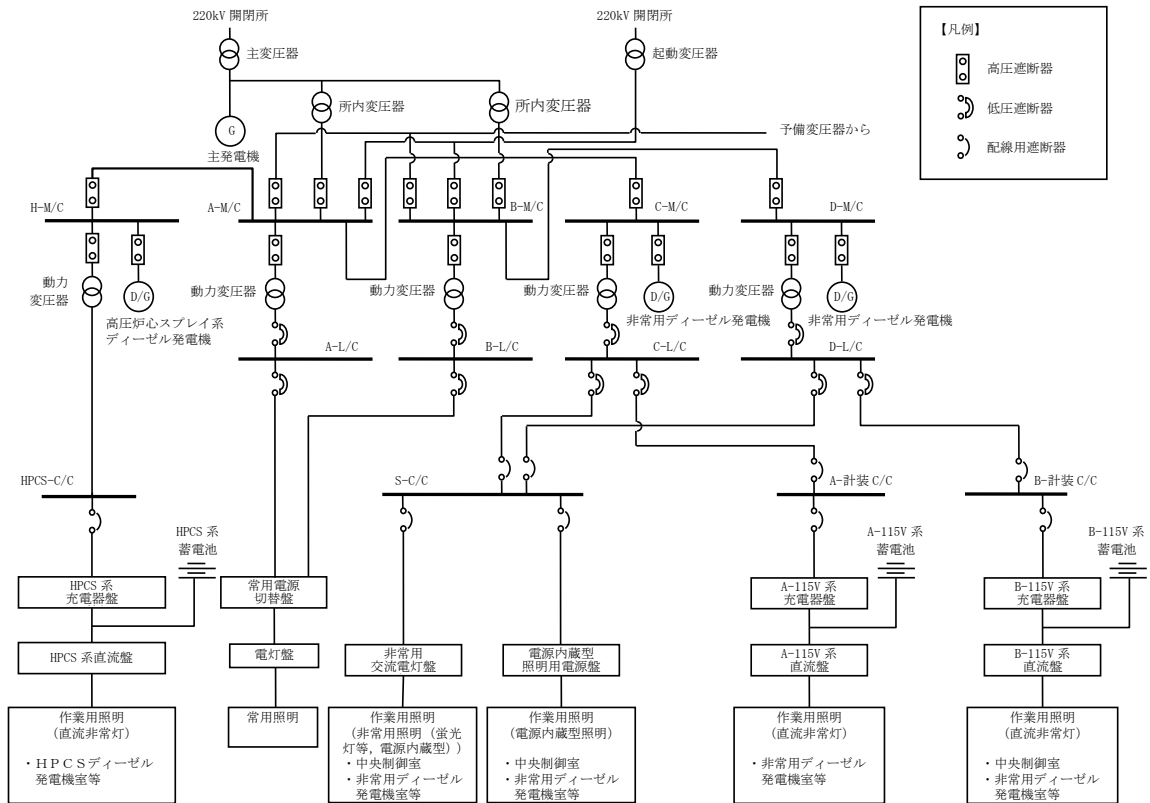 220kV 開閉所
220kV 開閉所
【凡例】
主変圧器
起動変圧器
高圧遮断器
所内変圧器
所内変圧器
低圧遮断器
G
予備変圧器から
主発電機
配線用遮断器
H-M/C
A-M/C
B-M/C
C-M/C
D-M/C
動力
変圧器
D/G
動力変圧器
動力変圧器
動力変圧器
D/G
動力変圧器
D/G
高圧炉心スプレイ系
ディーゼル発電機
非常用ディーゼル発電機
非常用ディーゼル発電機
A-L/C
B-L/C
C-L/C
D-L/C
HPCS-C/C
S-C/C
A-計装 C/C
B-計装 C/C
HPCS 系
蓄電池
A-115V 系
蓄電池
B-115V 系
蓄電池
HPCS 系
充電器盤
常用電源
切替盤
A-115V 系
充電器盤
B-115V 系
充電器盤
HPCS 系直流盤
電灯盤
非常用
交流電灯盤
電源内蔵型
照明用電源盤
A-115V 系
直流盤
B-115V 系
直流盤
作業用照明
(直流非常灯)
・ＨＰＣＳディーゼル
発電機室等
常用照明
作業用照明
(非常用照明（蛍光
灯等，電源内蔵型）)
・中央制御室
・非常用ディーゼル
発電機室等
作業用照明
(電源内蔵型照明)
・中央制御室
・非常用ディーゼル
発電機室等
作業用照明
(直流非常灯)
・非常用ディーゼル
発電機室等
作業用照明
(直流非常灯)
・中央制御室
・非常用ディーゼル
発電機室等